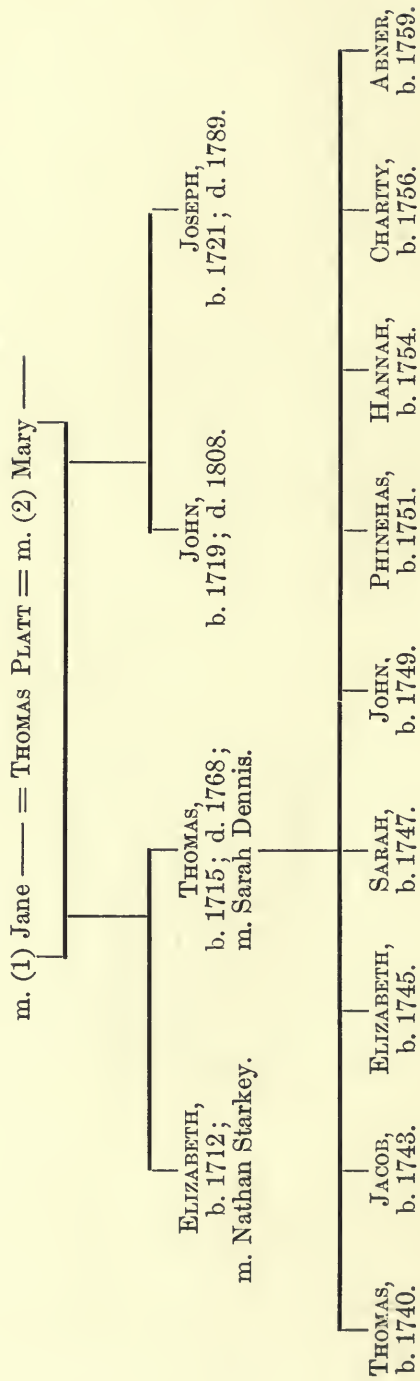 m. (1) Jane —— = THOMAS PLATT = m. (2) Mary ——
ELIZABETH,
b. 1712;
m. Nathan Starkey.
THOMAS,
b. 1715; d. 1768;
m. Sarah Dennis.
JOHN,
b. 1719; d. 1808.
JOSEPH,
b. 1721; d. 1789.
THOMAS,
b. 1740.
JACOB,
b. 1743.
ELIZABETH,
b. 1745.
SARAH,
b. 1747.
JOHN,
b. 1749.
PHINEHAS,
b. 1751.
HANNAH,
b. 1754.
CHARITY,
b. 1756.
ABNER,
b. 1759.